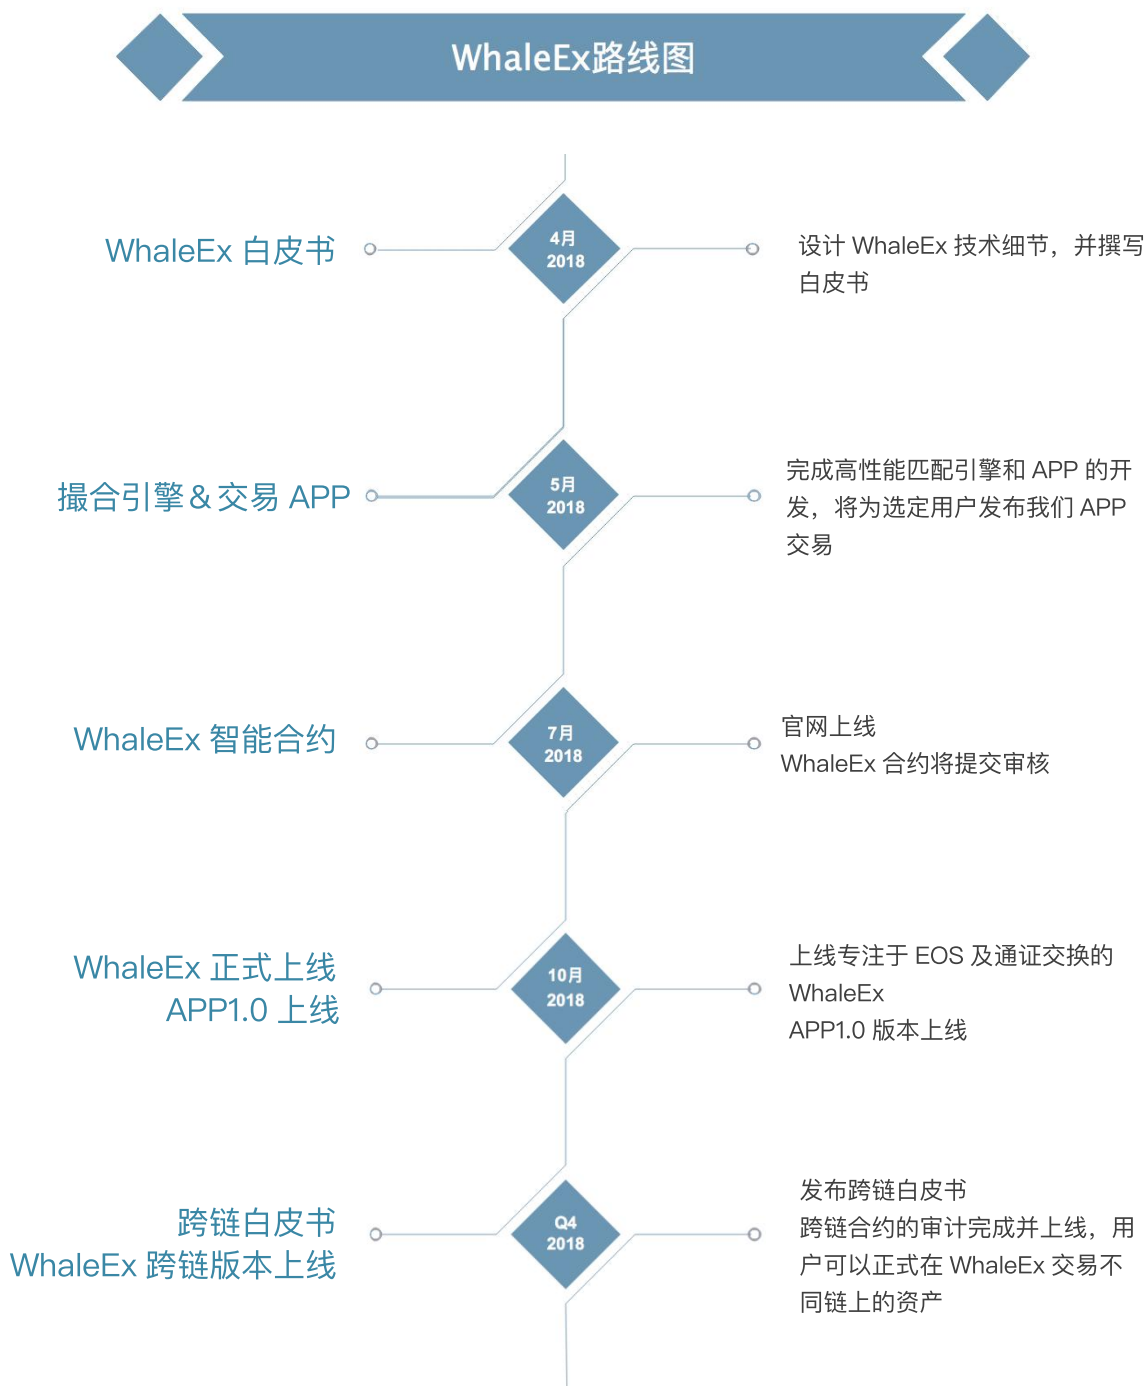 WhaleEx路线图
WhaleEx 白皮书
4月
2018
设计 WhaleEx 技术细节，并撰写
白皮书
撮合引擎＆交易 APP
5月
2018
完成高性能匹配引擎和 APP 的开
发，将为选定用户发布我们 APP
交易
WhaleEx 智能合约
7月
2018
官网上线
WhaleEx 合约将提交审核
WhaleEx 正式上线
APP1.0 上线
10月
2018
上线专注于 EOS 及通证交换的
WhaleEx
APP1.0 版本上线
跨链白皮书
WhaleEx 跨链版本上线
Q4
2018
发布跨链白皮书
跨链合约的审计完成并上线，用
户可以正式在 WhaleEx 交易不
同链上的资产